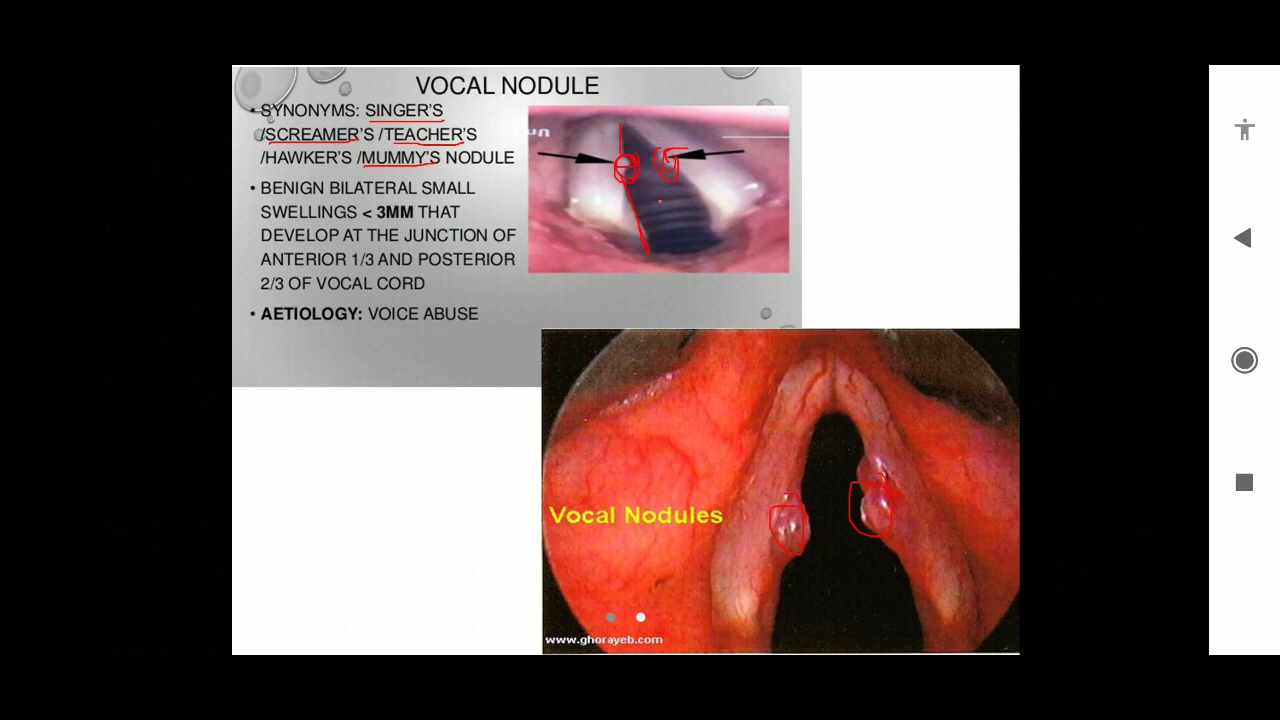 VOCAL NODULE
• SYNONYMS: SINGER'S
/SCREAMER'S /TEACHER'S
/HAWKER'S /MUMMY'S NODULE
• BENIGN BILATERAL SMALL
SWELLINGS < 3MM THAT
DEVELOP AT THE JUNCTION OF
ANTERIOR 1/3 AND POSTERIOR
2/3 OF VOCAL CORD
• AETIOLOGY: VOICE ABUSE
Vocal Nodules
www.ghorayeb.com